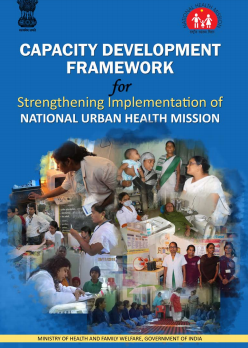 CAPACITY DEVELOPMENT
FRAMEWORK
for
Strengthening Implementation of
NATIONAL URBAN HEALTH MISSION
MINISTRY OF HEALTH AND FAMILY WELFARE, GOVERNMENT OF INDIA